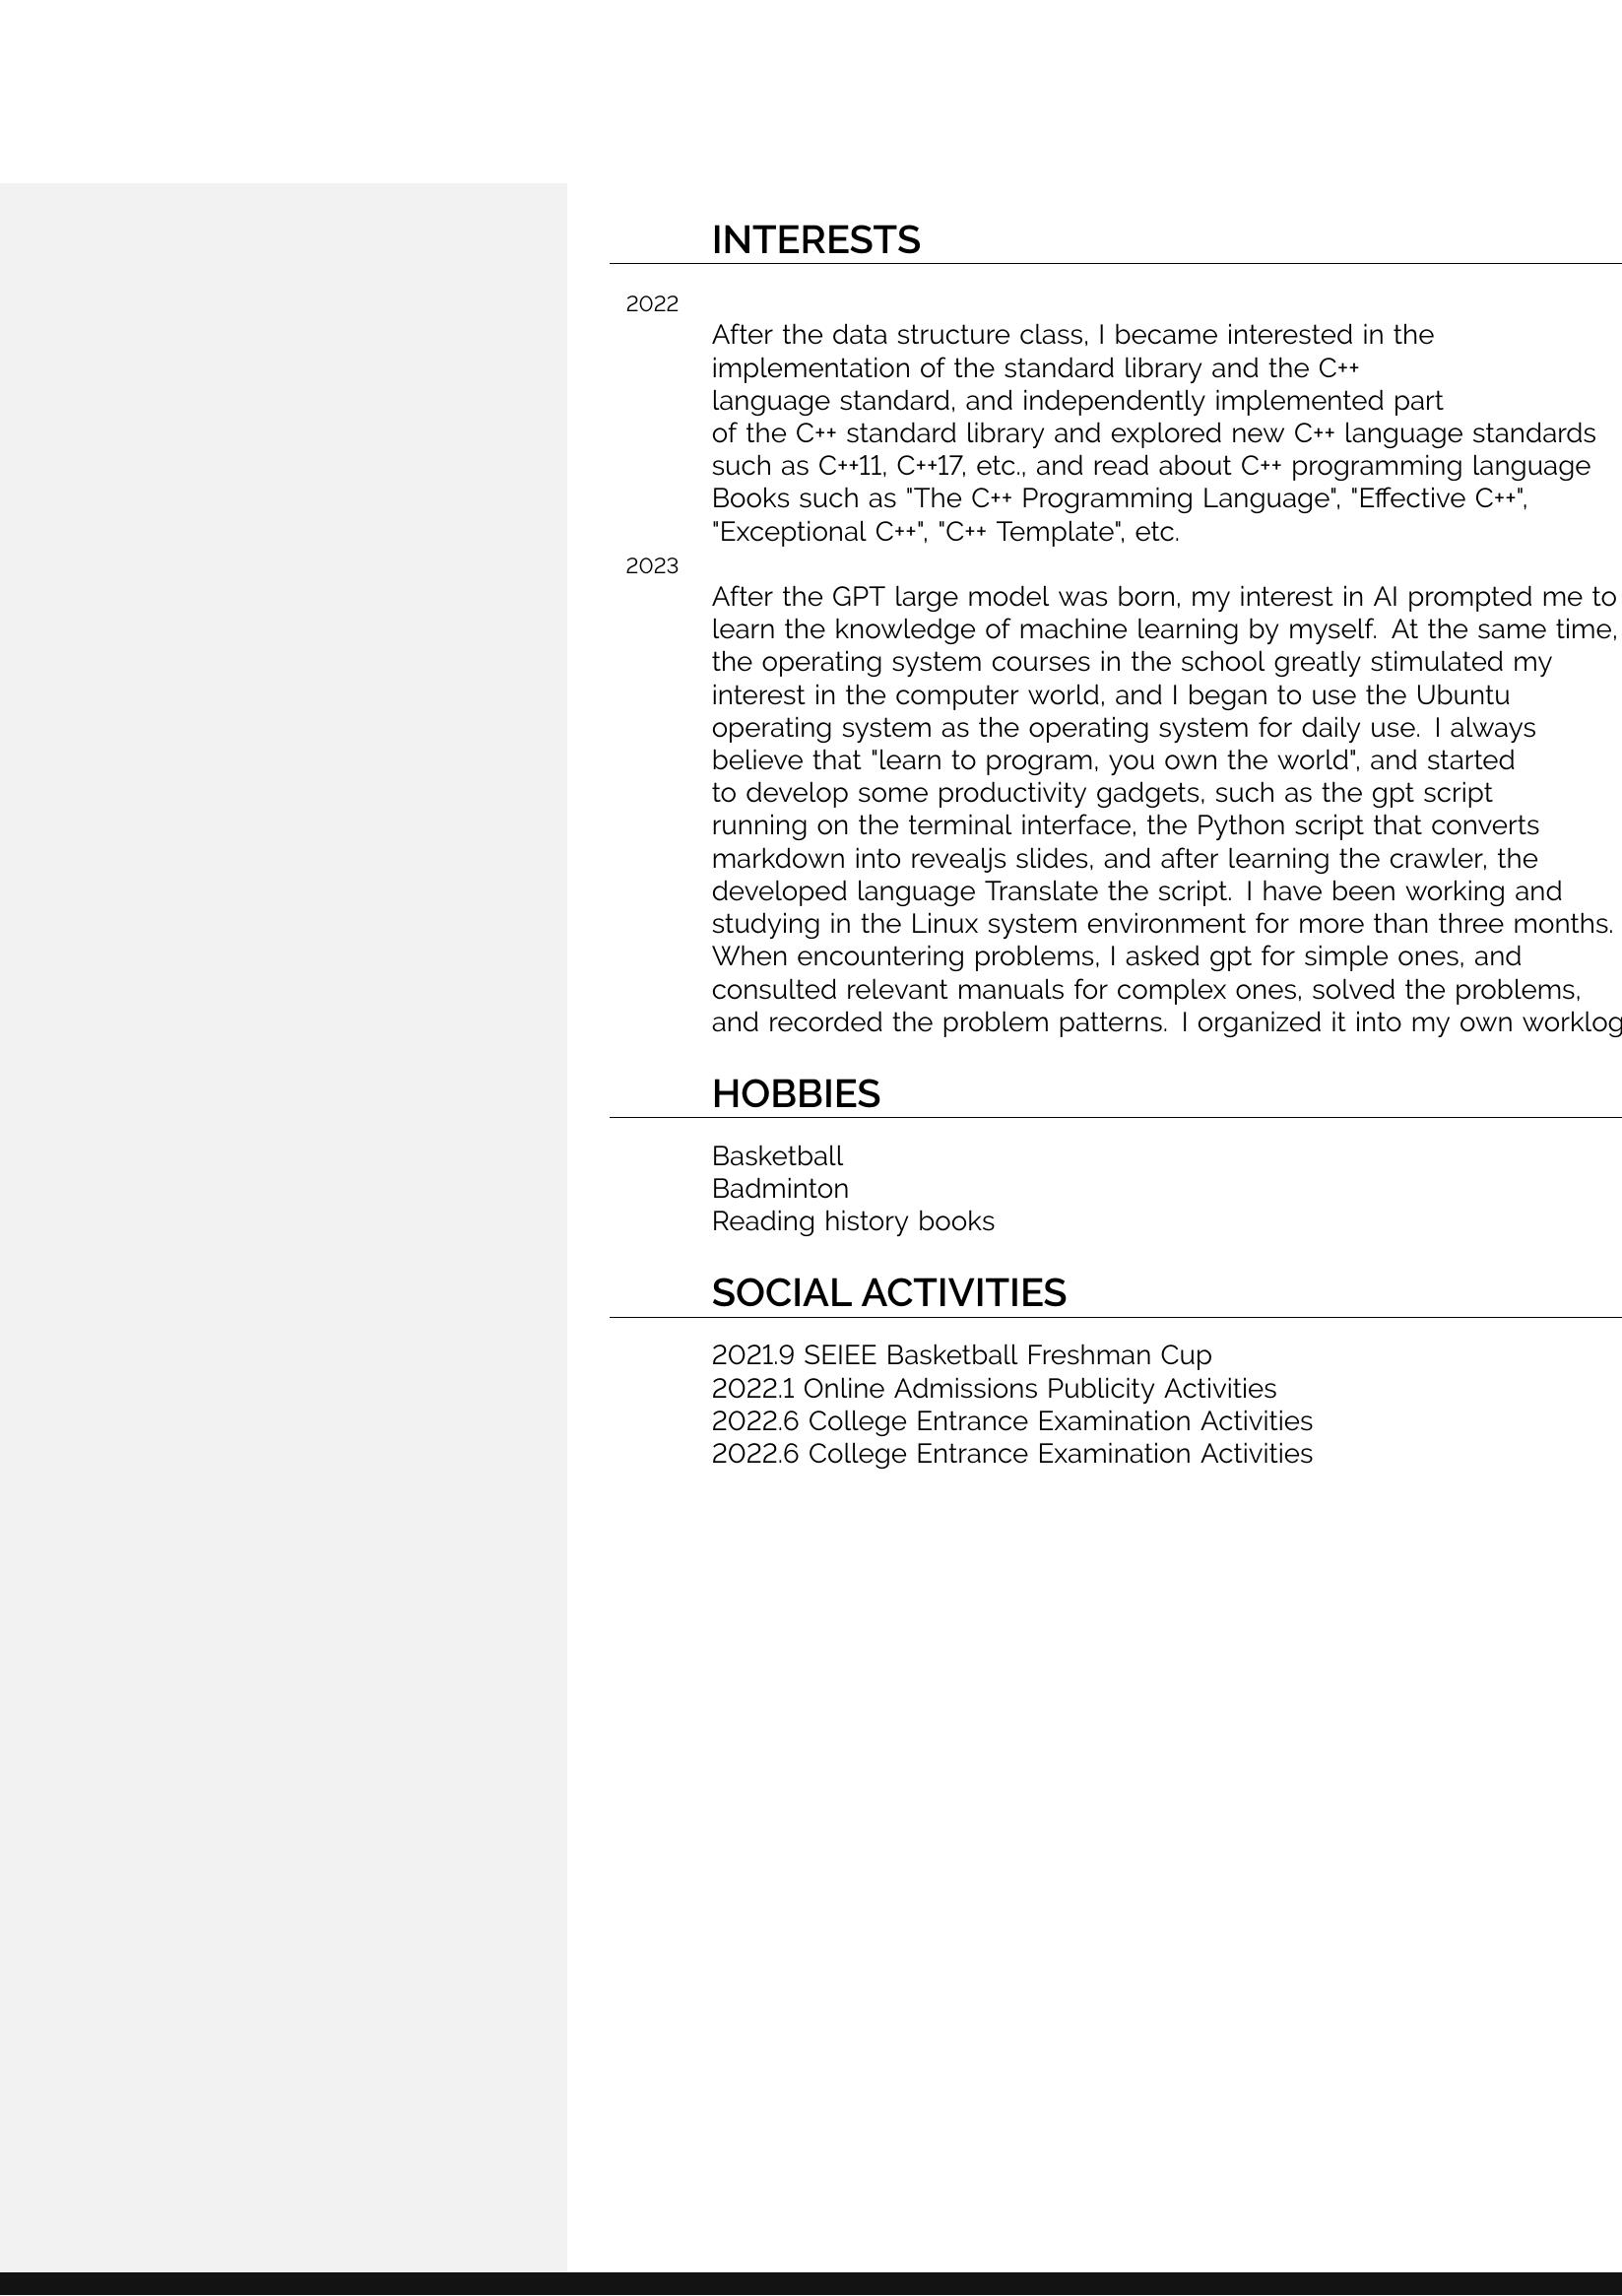 INTERESTS
2022
After the data structure class, I became interested in the
implementation of the standard library and the C++
language standard, and independently implemented part
of the C++ standard library and explored new C++ language standards
such as C++11, C++17, etc., and read about C++ programming language
Books such as "The C++ Programming Language", "Effective C++",
"Exceptional C++", "C++ Template", etc.
2023
After the GPT large model was born, my interest in AI prompted me to
learn the knowledge of machine learning by myself. At the same time,
the operating system courses in the school greatly stimulated my
interest in the computer world, and I began to use the Ubuntu
operating system as the operating system for daily use. I always
believe that "learn to program, you own the world", and started
to develop some productivity gadgets, such as the gpt script
running on the terminal interface, the Python script that converts
markdown into revealjs slides, and after learning the crawler, the
developed language Translate the script. I have been working and
studying in the Linux system environment for more than three months.
When encountering problems, I asked gpt for simple ones, and
consulted relevant manuals for complex ones, solved the problems,
and recorded the problem patterns. I organized it into my own worklog
HOBBIES
Basketball
Badminton
Reading history books
SOCIAL ACTIVITIES
2021.9 SEIEE Basketball Freshman Cup
2022.1 Online Admissions Publicity Activities
2022.6 College Entrance Examination Activities
2022.6 College Entrance Examination Activities